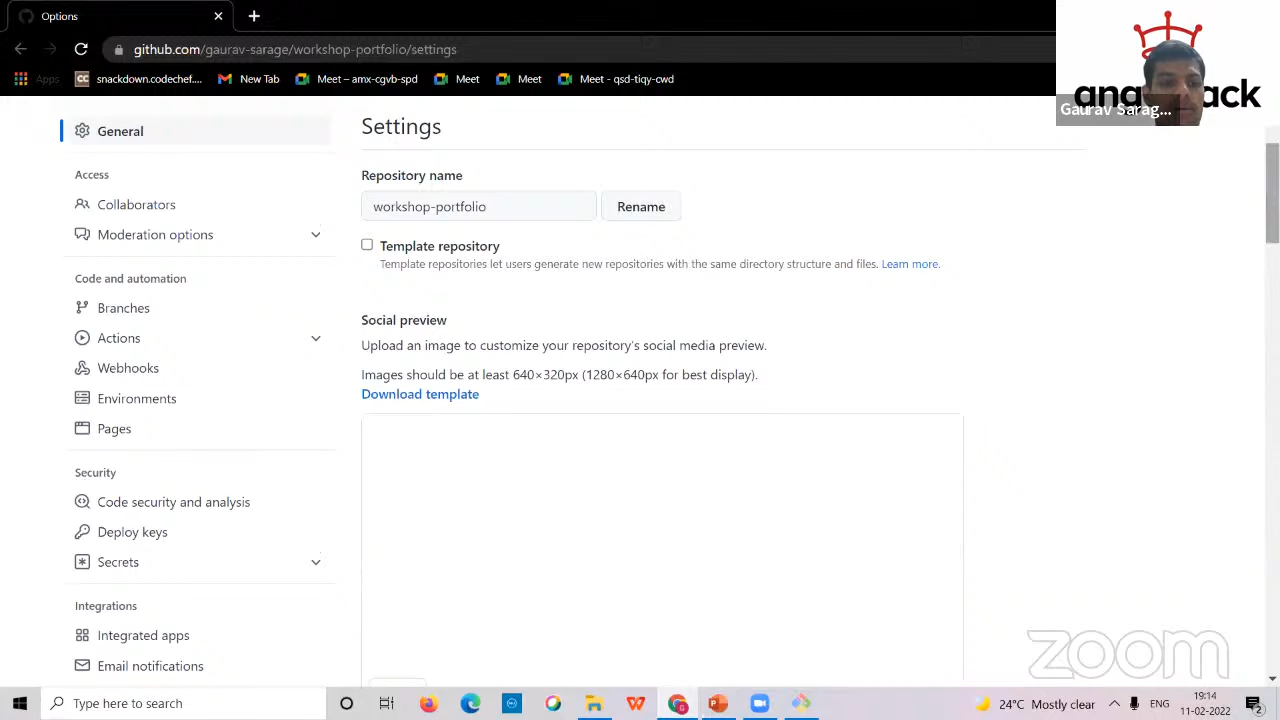 Options
github.com/gaurav-sarage/workshop-portfolio/settings
Apps
CC
snackdown.codechef....
New Tab
Meet – amx-cgvb-spd
Meet
Meet
Meet - qsd-tiqy-cwd
Gaurav Sarag...
General
Access
Collaborators
Moderation options
Code and automation
Branches
Actions
Webhooks
Environments
Pages
Security
Code security and analysis
Deploy keys
Secrets
Integrations
Integrated apps
Email notifications
Settings
Repository name
workshop-portfolio
Rename
Template repository
Template repositories let users generate new repositories with the same directory structure and files. Learn more.
Social preview
Upload an image to customize your repository's social media preview.
Images should be at least 640×320px (1280×640px for best display).
Download template
zoom
Type here to search
24°C Mostly clear
ENG
19:14
11-02-2022
2